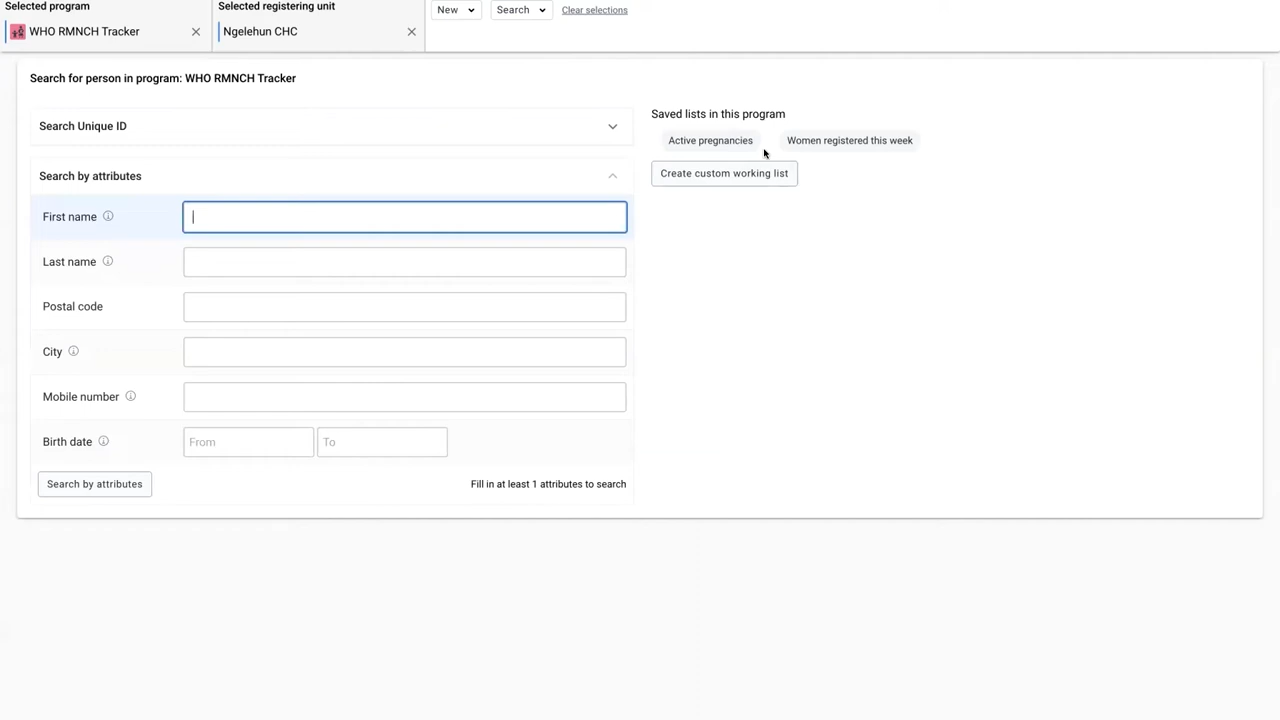 Selected program
Selected registering unit
New
Search
Clear selections
WHO RMNCH Tracker
Ngelehun CHC
Search for person in program: WHO RMNCH Tracker
Search Unique ID
Search by attributes
First name
Last name
Postal code
City
Mobile number
Birth date
From
To
Search by attributes
Fill in at least 1 attributes to search
Saved lists in this program
Active pregnancies
Women registered this week
Create custom working list